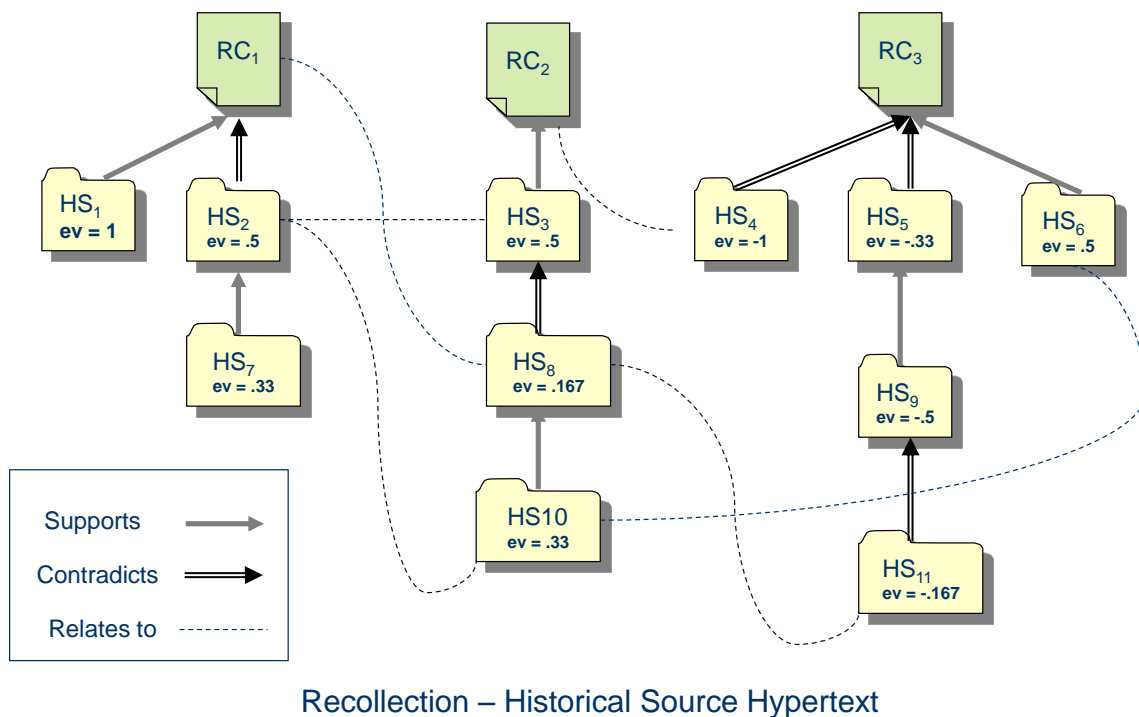 RC₁
RC₂
RC₃
HS₁
ev = 1
HS₂
ev = .5
HS₃
ev = .5
HS₄
ev = -1
HS₅
ev = -.33
HS₆
ev = .5
HS₇
ev = .33
HS₈
ev = .167
HS₉
ev = -.5
HS10
ev = .33
HS₁₁
ev = -.167
Supports
Contradicts
Relates to
Recollection – Historical Source Hypertext